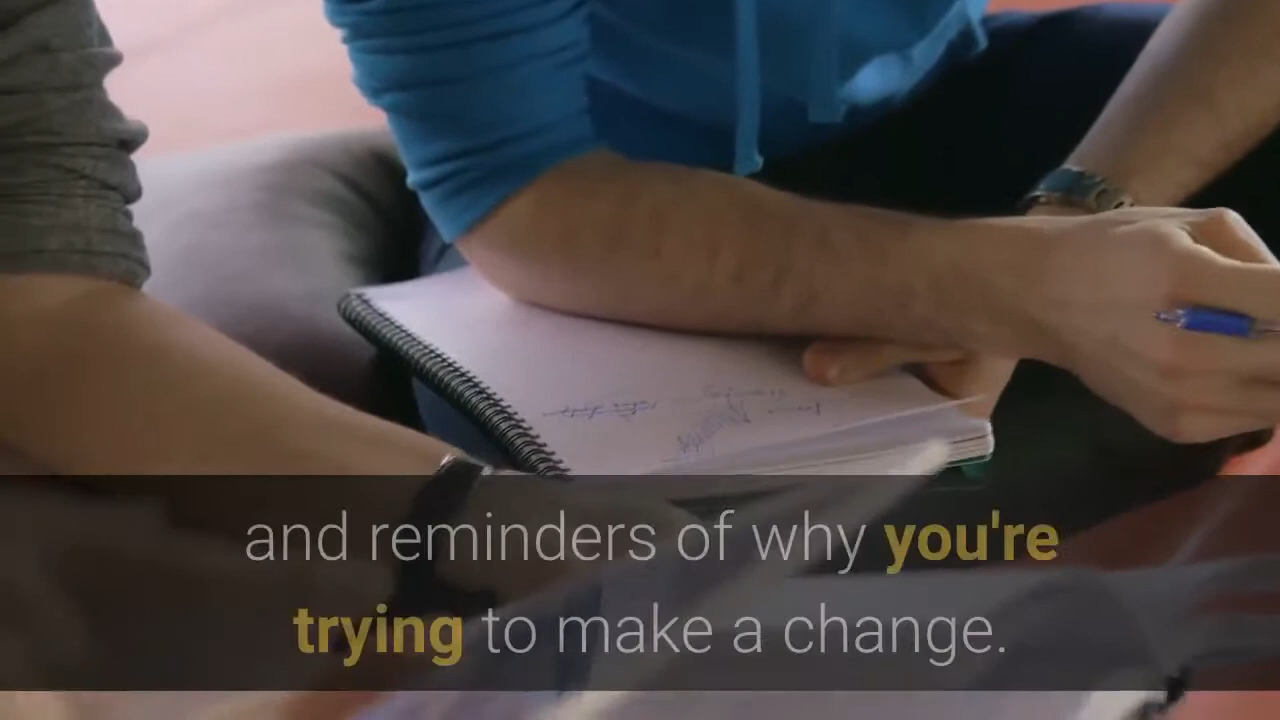 and reminders of why you're
trying to make a change.